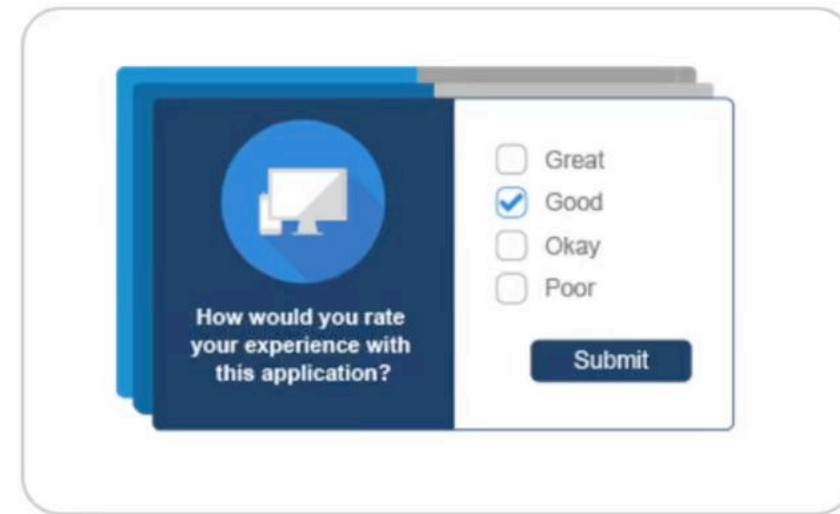 How would you rate
your experience with
this application?
Great
Good
Okay
Poor
Submit